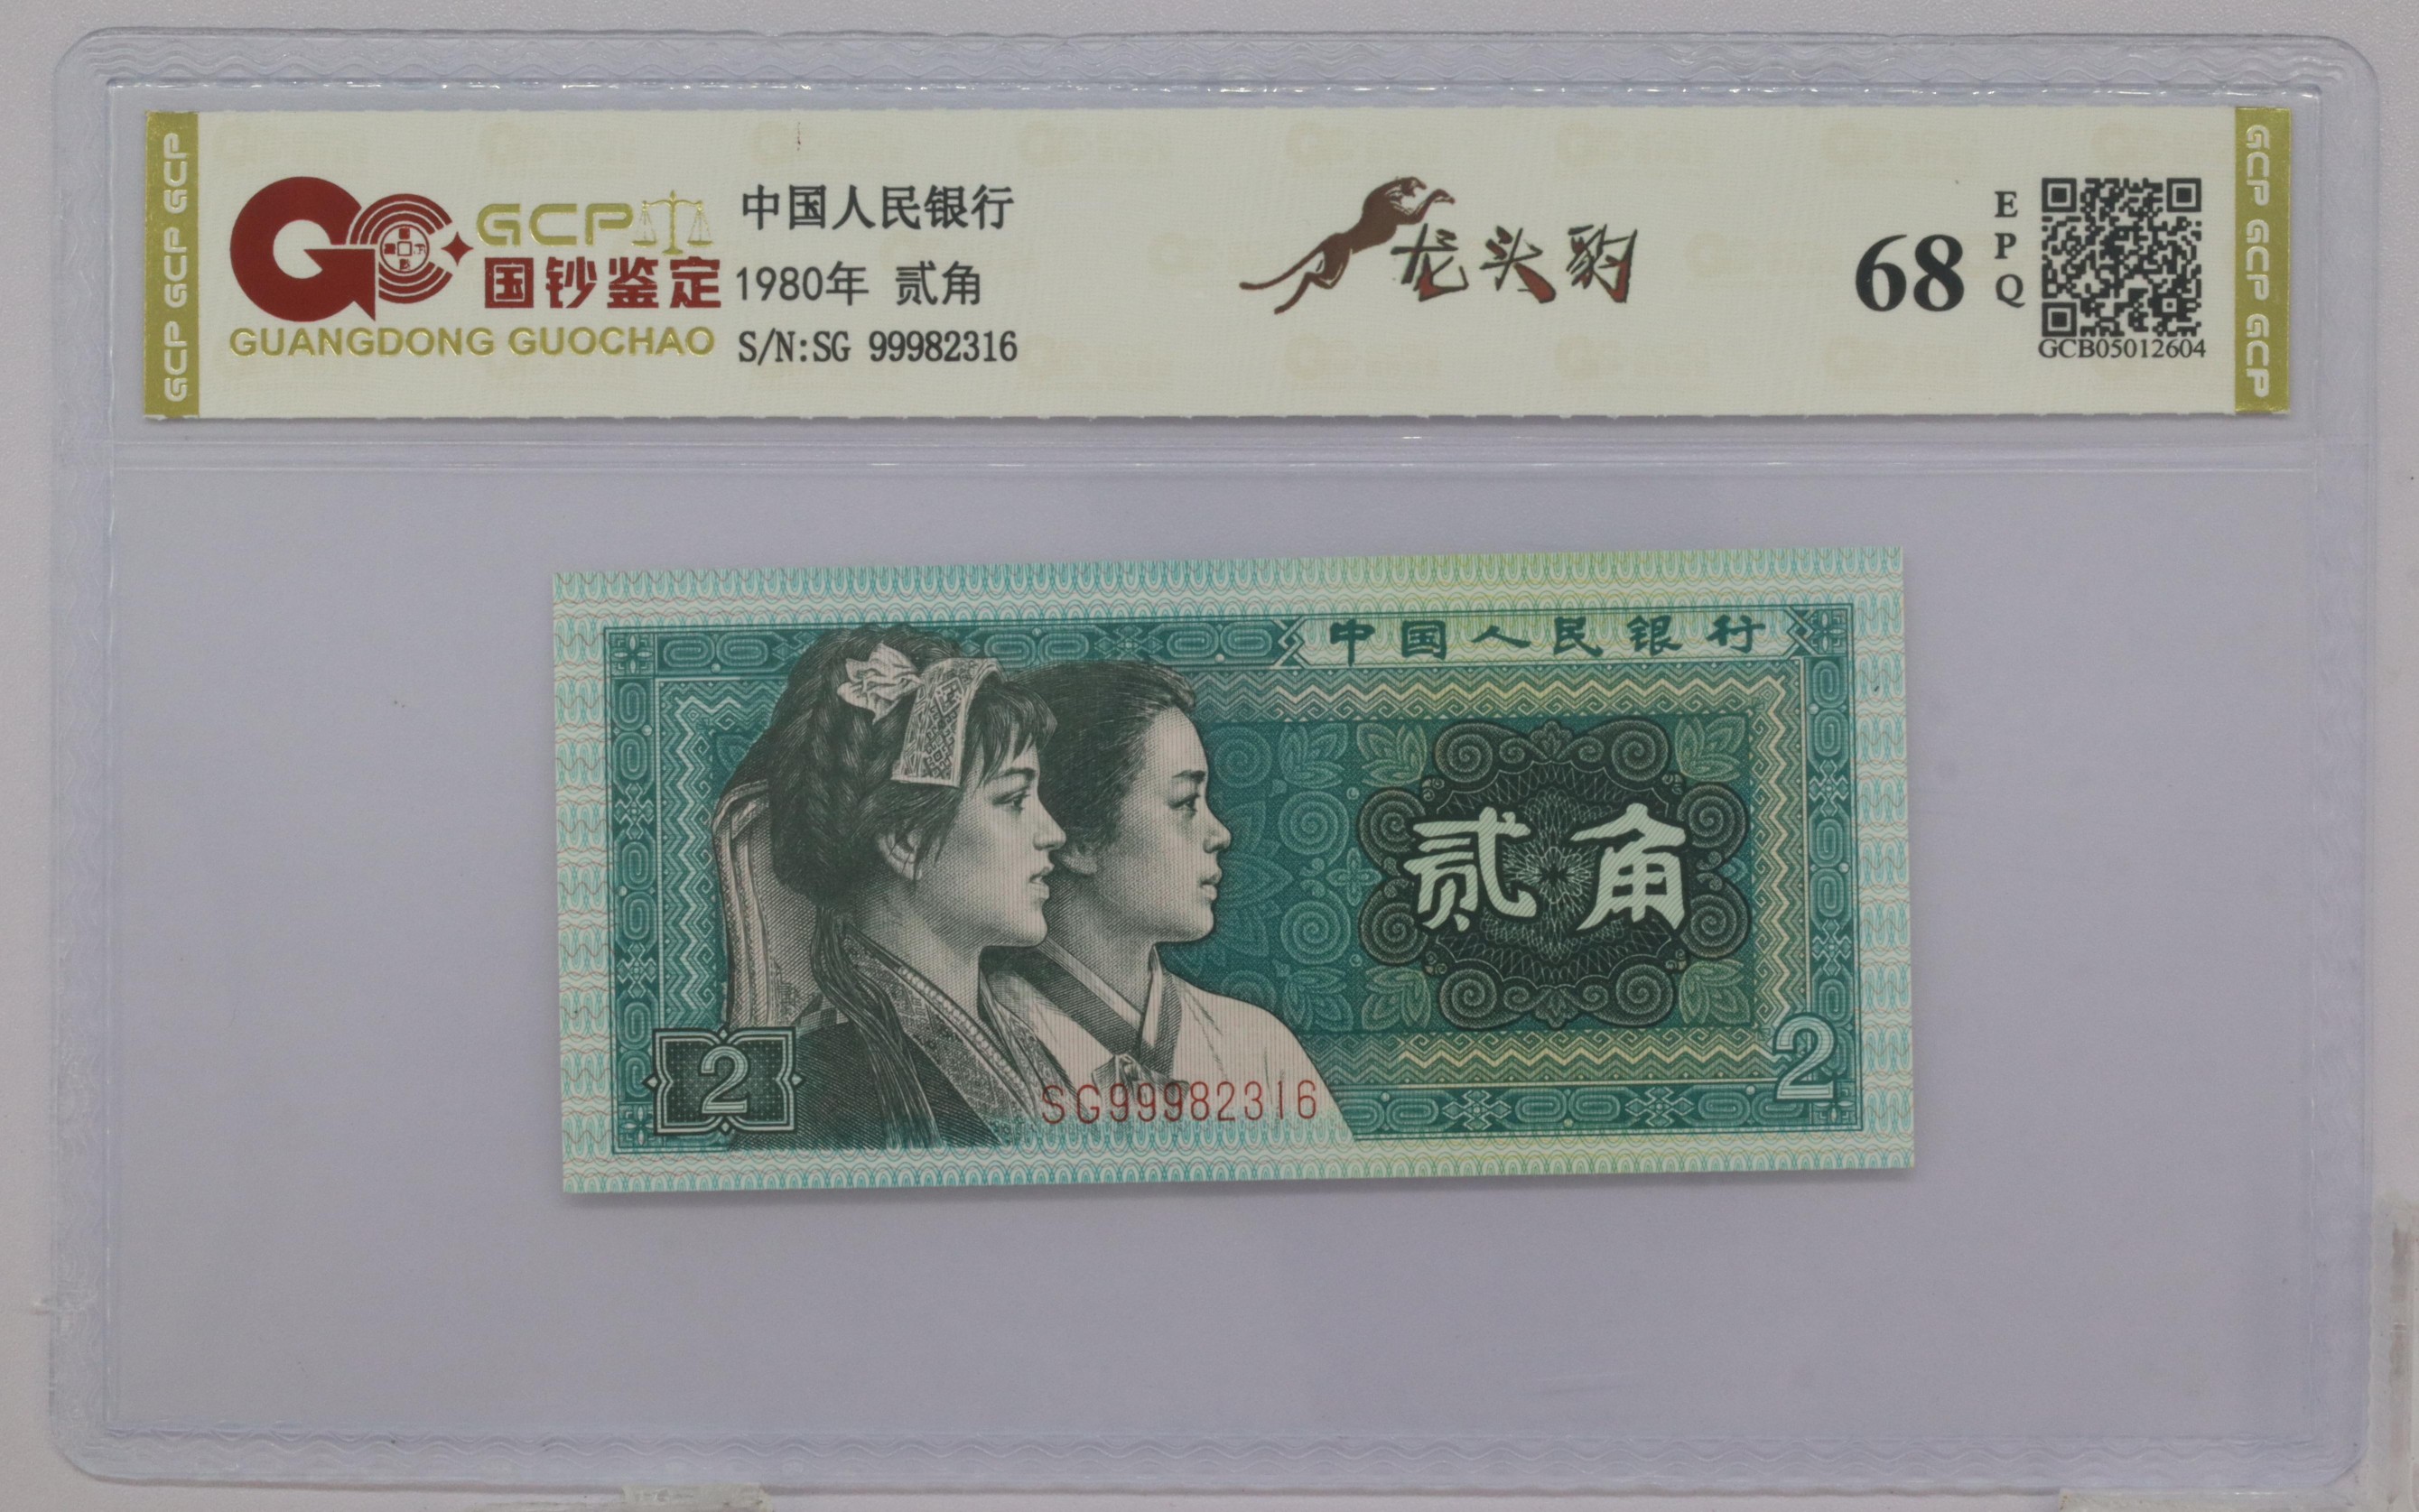 GCP GCP GCP
GCP
国钞鉴定
GUANGDONG GUOCHAO
中国人民银行
1980年 贰角
S/N:SG 99982316
龙头豹
68
EPQ
GCB05012604
GCP GCP GCP
中国人民银行
贰角
2
SG99982316
2